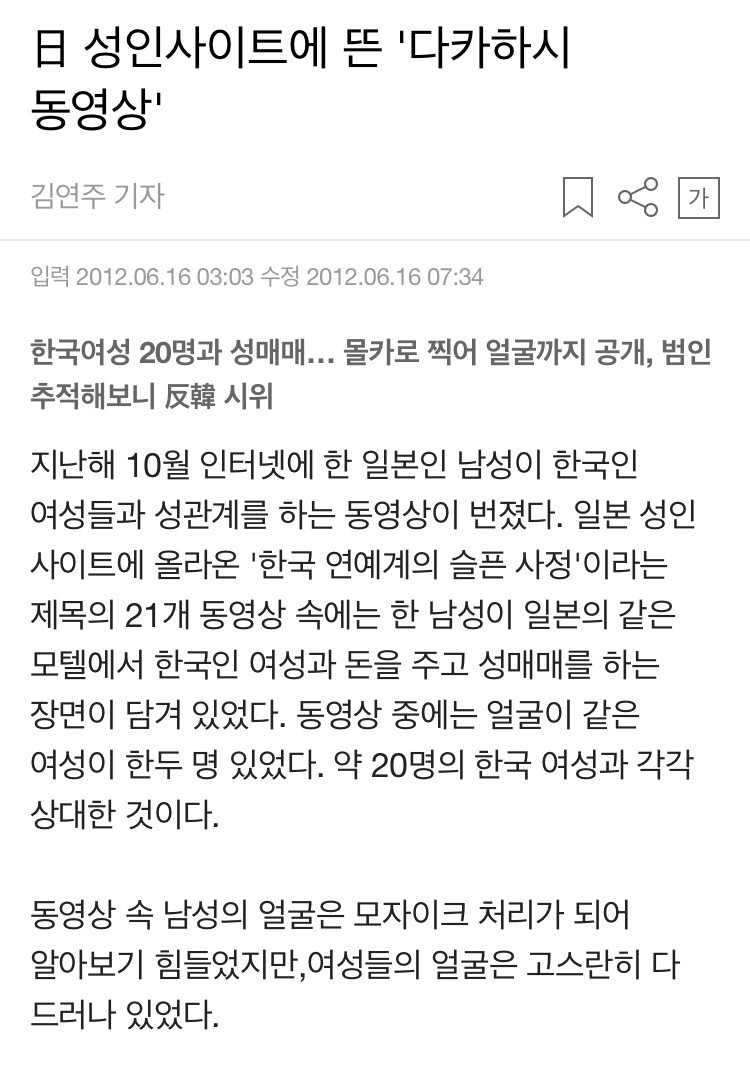 日 성인사이트에 뜬 '다카하시
동영상'
김연주 기자
가
입력 2012.06.16 03:03 수정 2012.06.16 07:34
한국여성 20명과 성매매... 몰카로 찍어 얼굴까지 공개, 범인
추적해보니 反韓 시위
지난해 10월 인터넷에 한 일본인 남성이 한국인
여성들과 성관계를 하는 동영상이 번졌다. 일본 성인
사이트에 올라온 '한국 연예계의 슬픈 사정'이라는
제목의 21개 동영상 속에는 한 남성이 일본의 같은
모텔에서 한국인 여성과 돈을 주고 성매매를 하는
장면이 담겨 있었다. 동영상 중에는 얼굴이 같은
여성이 한두 명 있었다. 약 20명의 한국 여성과 각각
상대한 것이다.
동영상 속 남성의 얼굴은 모자이크 처리가 되어
알아보기 힘들었지만,여성들의 얼굴은 고스란히 다
드러나 있었다.